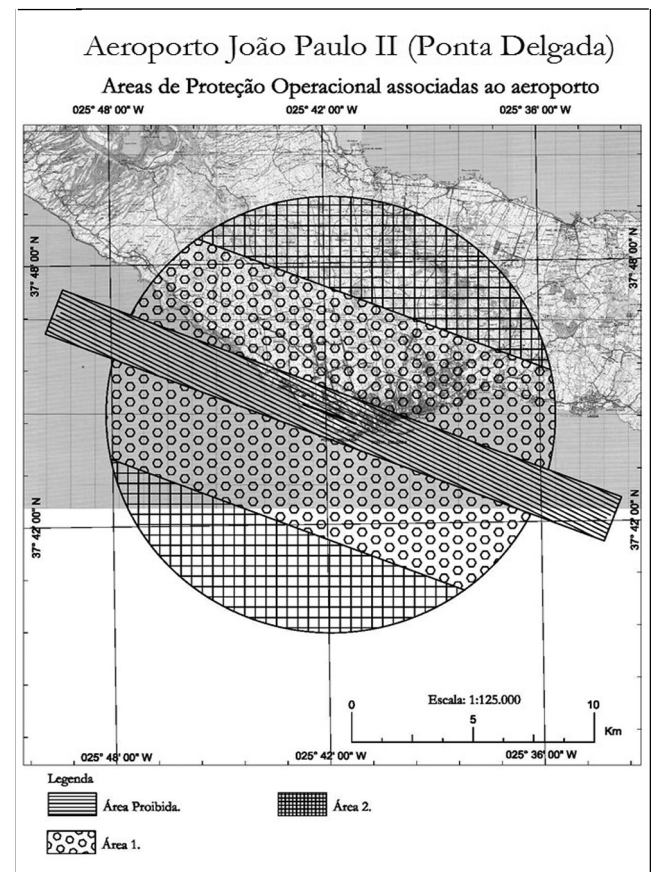 Aeroporto João Paulo II (Ponta Delgada)
Areas de Proteção Operacional associadas ao aeroporto
025° 48' 00" W
025° 42' 00" W
025° 36' 00" W
37° 48' 00" N
37° 48' 00" N
37° 42' 00" N
37° 42' 00" N
Escala: 1:125.000
0
5
10
Km
025° 48' 00" W
025° 42' 00" W
025° 36' 00" W
Legenda
Área Proibida.
Área 2.
Área 1.